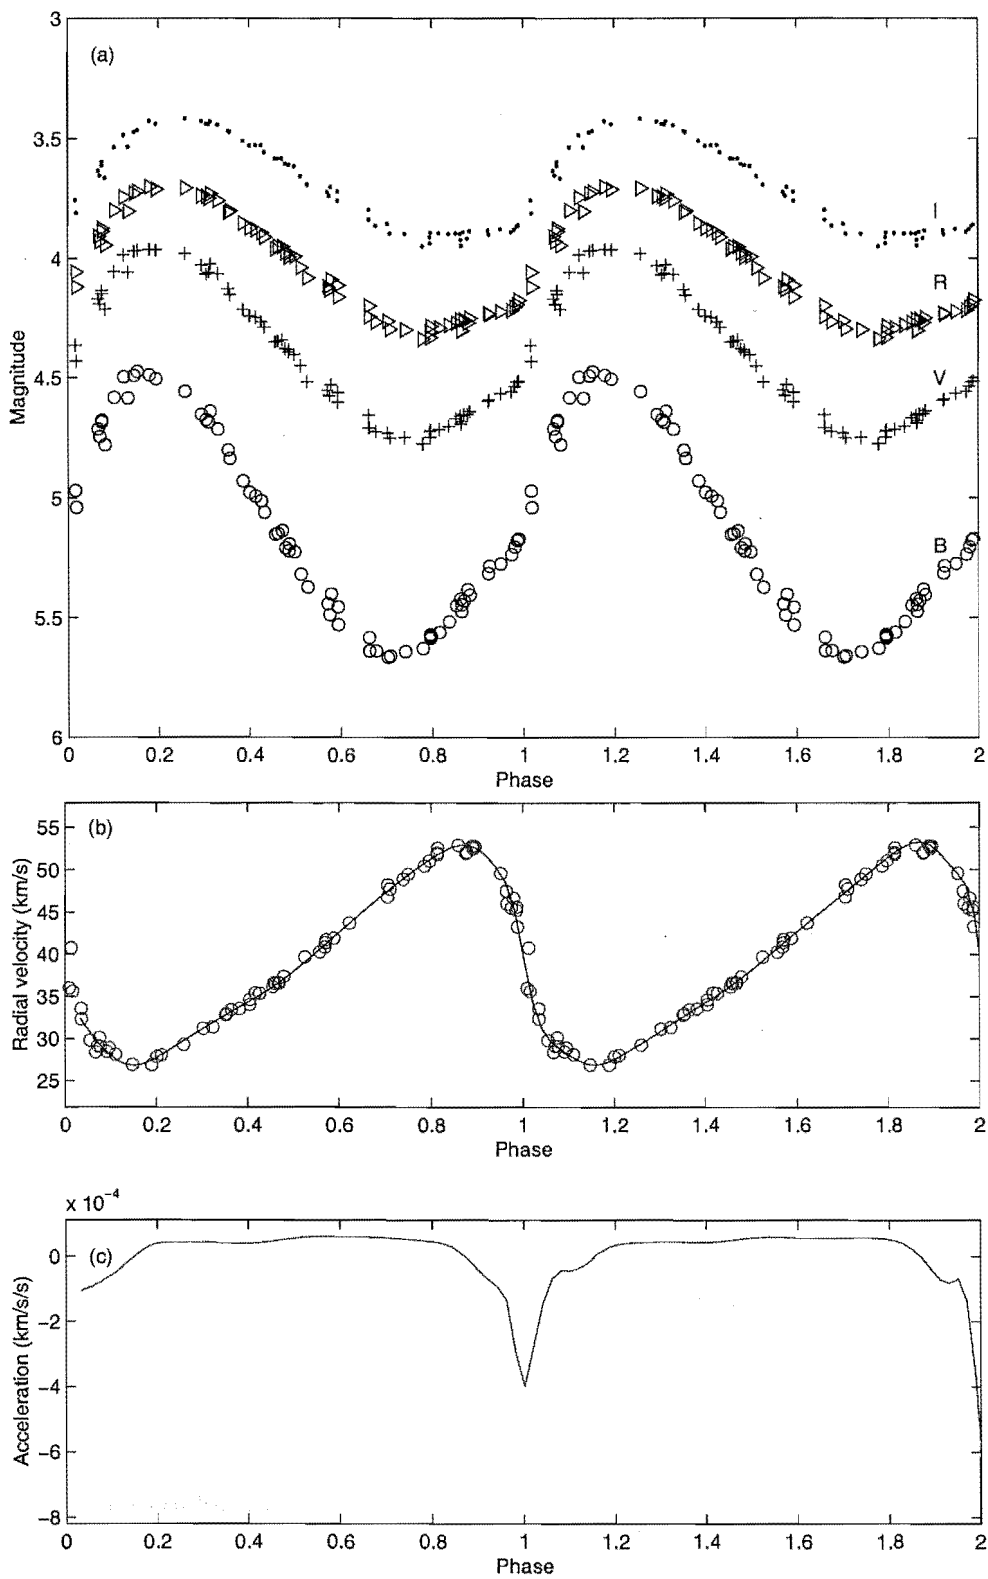 3
(a)
3.5
I
4
R
4.5
V
5
B
5.5
6
Magnitude
0 0.2 0.4 0.6 0.8 1 1.2 1.4 1.6 1.8 2
Phase
55
(b)
50
45
40
35
30
25
Radial velocity (km/s)
0 0.2 0.4 0.6 0.8 1 1.2 1.4 1.6 1.8 2
Phase
x 10⁻⁴
0
(c)
−2
−4
−6
−8
Acceleration (km/s/s)
0 0.2 0.4 0.6 0.8 1 1.2 1.4 1.6 1.8 2
Phase